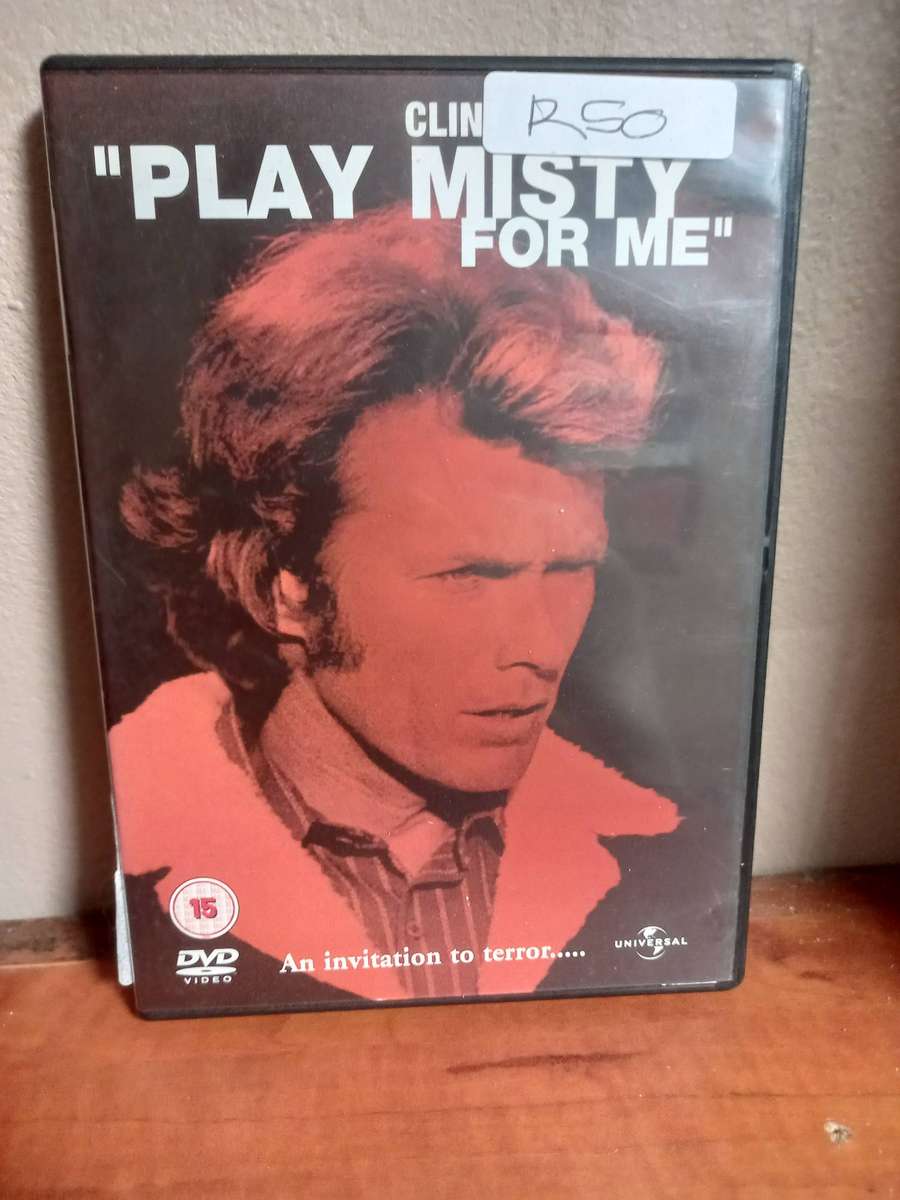 CLIN
R50
"PLAY MISTY
FOR ME"
15
DVD
VIDEO
An invitation to terror.....
UNIVERSAL